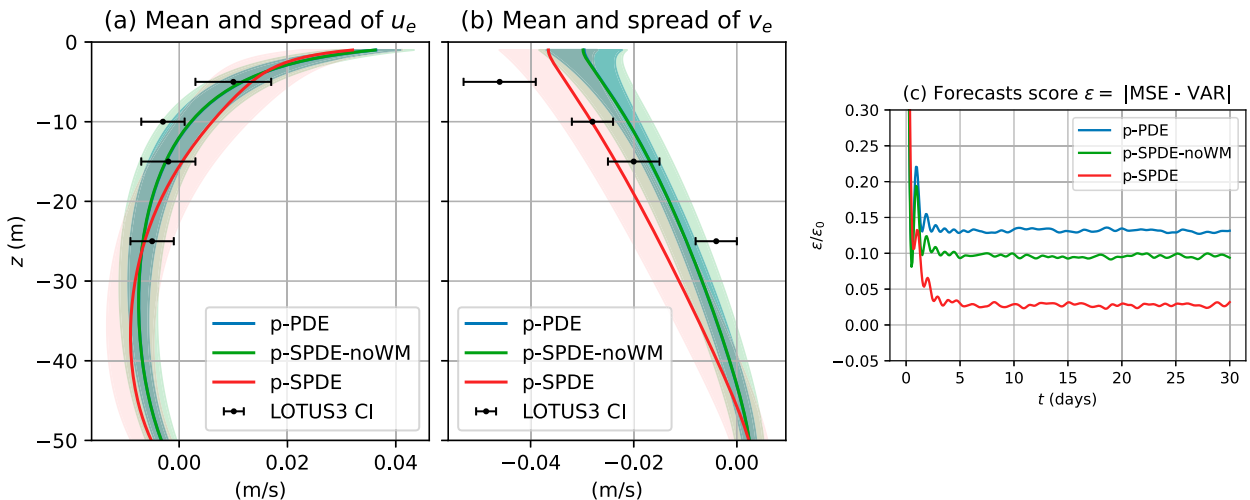 (a) Mean and spread of u_e
0
−10
−20
−30
−40
−50
z (m)
0.00
0.02
0.04
(m/s)
p-PDE
p-SPDE-noWM
p-SPDE
LOTUS3 CI
(b) Mean and spread of v_e
−0.04
−0.02
0.00
(m/s)
p-PDE
p-SPDE-noWM
p-SPDE
LOTUS3 CI
(c) Forecasts score ε = |MSE - VAR|
0.30
0.25
0.20
0.15
0.10
0.05
0.00
−0.05
ε/ε₀
0
5
10
15
20
25
30
t (days)
p-PDE
p-SPDE-noWM
p-SPDE